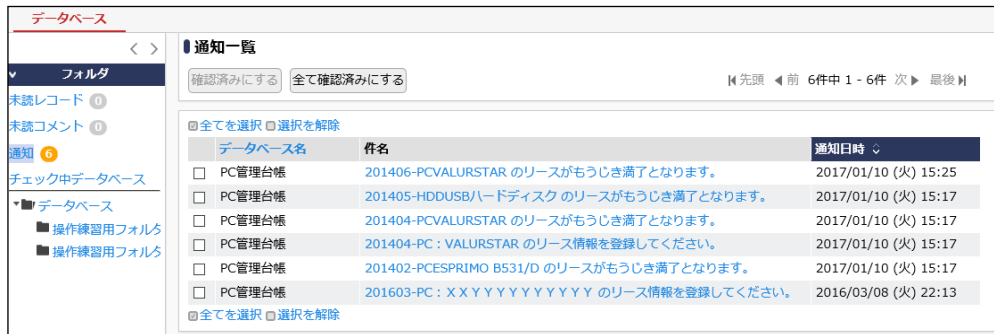 データベース
< >
通知一覧
フォルダ
確認済みにする 全て確認済みにする
先頭 前 6件中 1 - 6件 次 最後
未読レコード 0
未読コメント 0
通知 6
チェック中データベース
データベース
操作練習用フォルダ
操作練習用フォルダ
全てを選択 選択を解除
データベース名 件名 通知日時
PC管理台帳 201406-PCVALURSTAR のリースがもうじき満了となります。 2017/01/10 (火) 15:25
PC管理台帳 201405-HDDUSBハードディスク のリースがもうじき満了となります。 2017/01/10 (火) 15:17
PC管理台帳 201404-PCVALURSTAR のリースがもうじき満了となります。 2017/01/10 (火) 15:17
PC管理台帳 201404-PC：VALURSTAR のリース情報を登録してください。 2017/01/10 (火) 15:17
PC管理台帳 201402-PCESPRIMO B531/D のリースがもうじき満了となります。 2017/01/10 (火) 15:17
PC管理台帳 201603-PC：ＸＸＹＹＹＹＹＹＹＹＹ のリース情報を登録してください。 2016/03/08 (火) 22:13
全てを選択 選択を解除